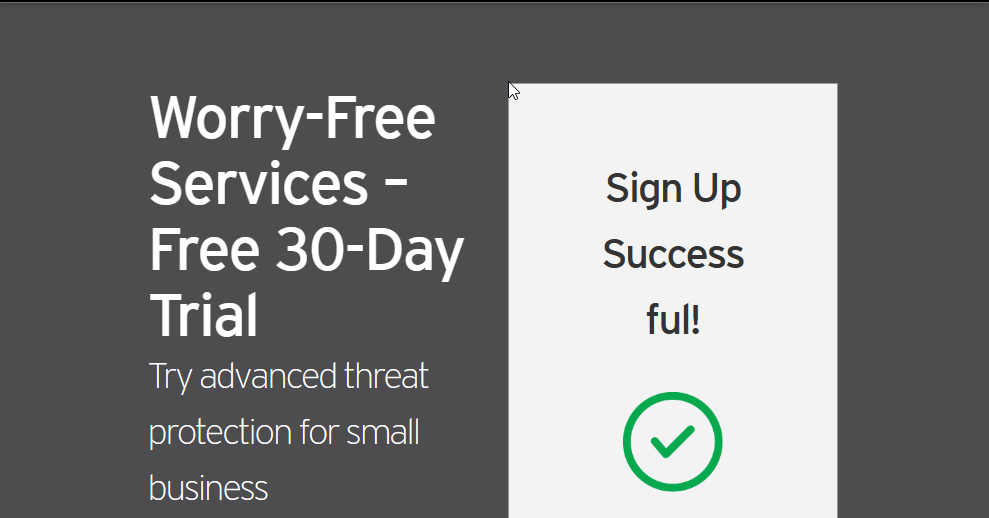 Worry-Free
Services –
Free 30-Day
Trial
Try advanced threat
protection for small
business
Sign Up
Success
ful!